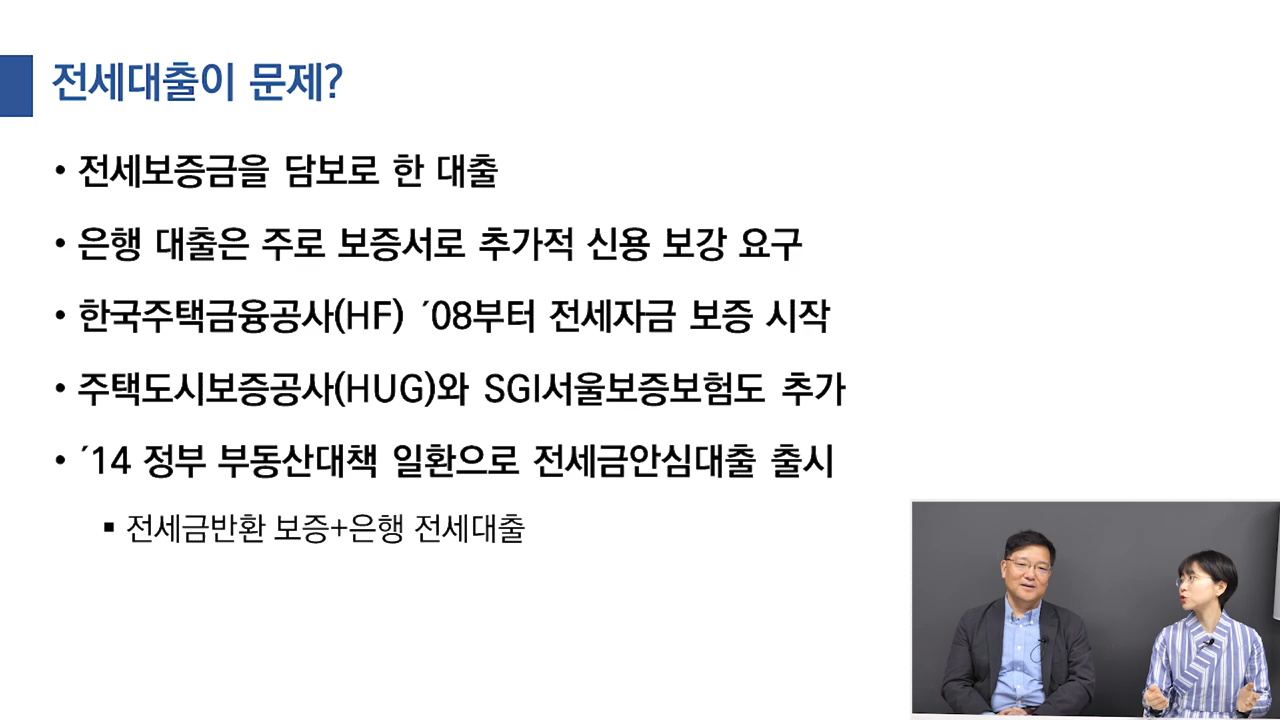 전세대출이 문제?
• 전세보증금을 담보로 한 대출
• 은행 대출은 주로 보증서로 추가적 신용 보강 요구
• 한국주택금융공사(HF) ´08부터 전세자금 보증 시작
• 주택도시보증공사(HUG)와 SGI서울보증보험도 추가
• ´14 정부 부동산대책 일환으로 전세금안심대출 출시
▪ 전세금반환 보증+은행 전세대출